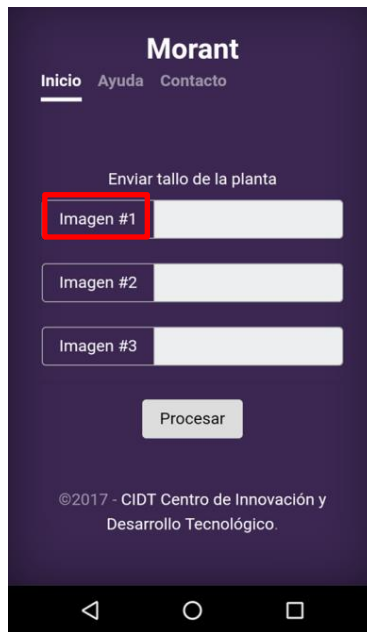 Morant
Inicio Ayuda Contacto
Enviar tallo de la planta
Imagen #1
Imagen #2
Imagen #3
Procesar
©2017 - CIDT Centro de Innovación y
Desarrollo Tecnológico.